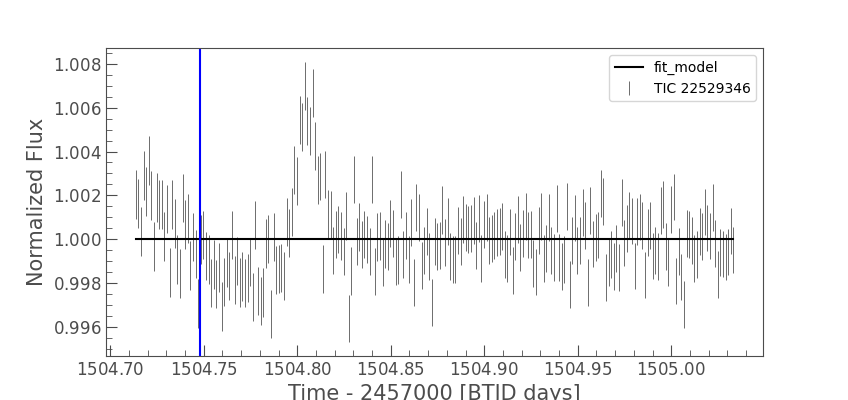 1.008
1.006
1.004
1.002
1.000
0.998
0.996
Normalized Flux
fit_model
TIC 22529346
1504.70 1504.75 1504.80 1504.85 1504.90 1504.95 1505.00
Time - 2457000 [BTJD days]